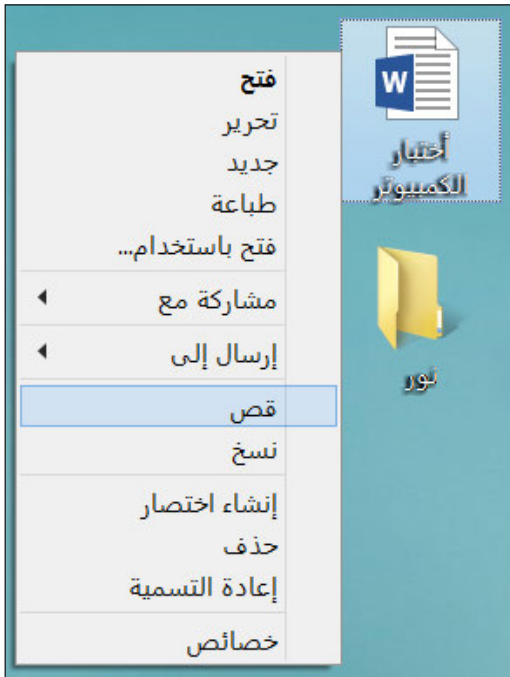 أختبار
الكمبيوتر
نور
فتح
تحرير
جديد
طباعة
فتح باستخدام...
مشاركة مع
إرسال إلى
قص
نسخ
إنشاء اختصار
حذف
إعادة التسمية
خصائص